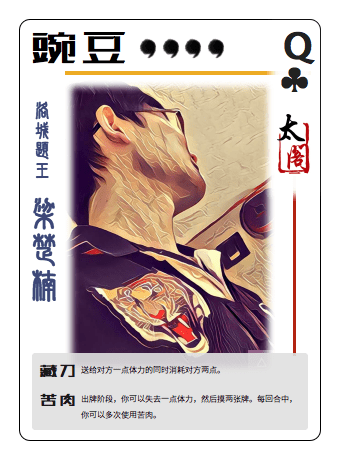 豌豆
Q
太
阁
洛城题王
梁楚楠
藏刀 送给对方一点体力的同时消耗对方两点。
苦肉 出牌阶段，你可以失去一点体力，然后摸两张牌。每回合中，
你可以多次使用苦肉。